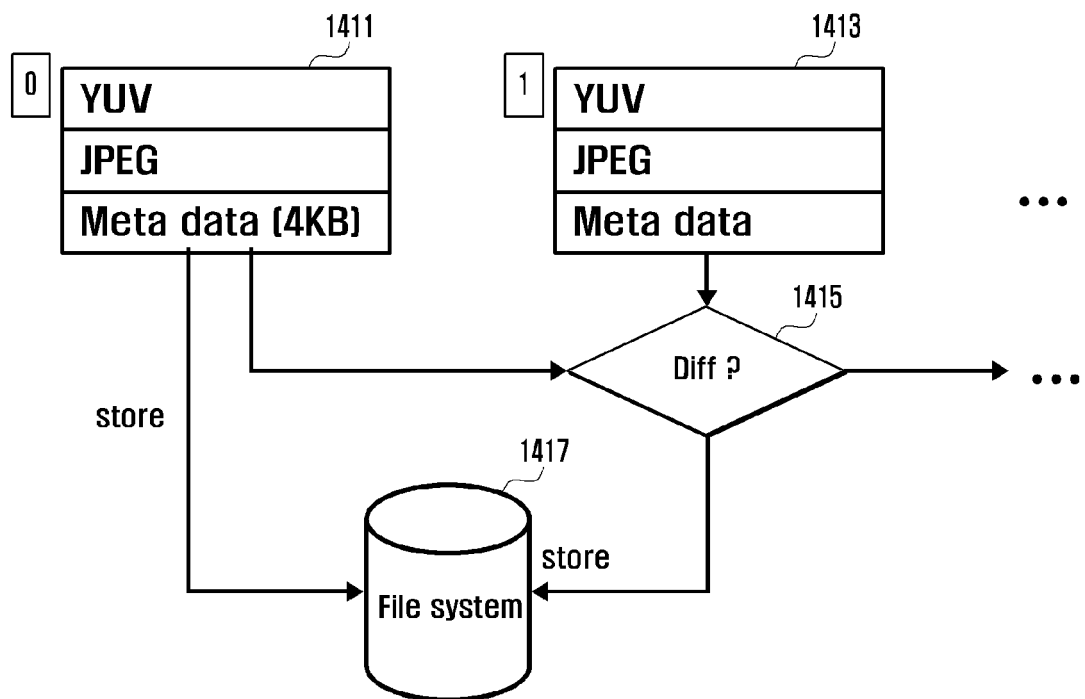 1411
1413
0
YUV
JPEG
Meta data (4KB)
1
YUV
JPEG
Meta data
...
1415
Diff ?
...
store
1417
store
File system